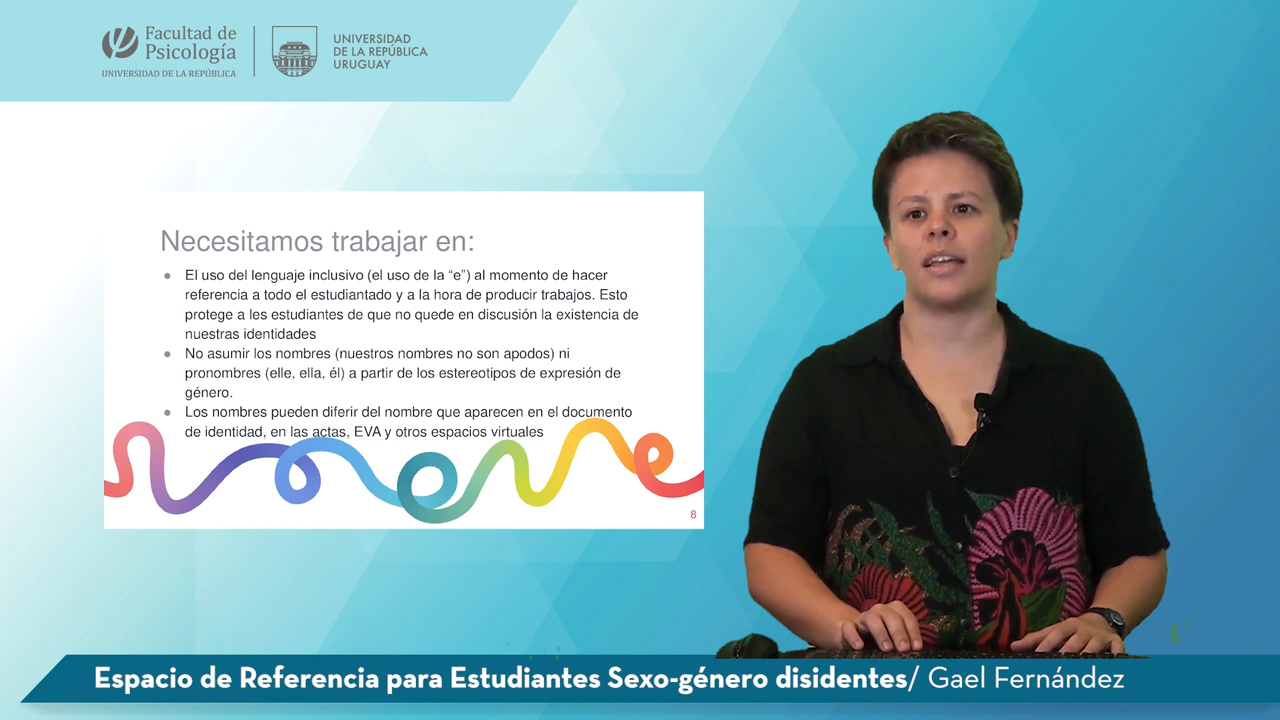 Facultad de
Psicología
UNIVERSIDAD DE LA REPÚBLICA
UNIVERSIDAD
DE LA REPÚBLICA
URUGUAY
Necesitamos trabajar en:
● El uso del lenguaje inclusivo (el uso de la “e”) al momento de hacer
referencia a todo el estudiantado y a la hora de producir trabajos. Esto
protege a les estudiantes de que no quede en discusión la existencia de
nuestras identidades
● No asumir los nombres (nuestros nombres no son apodos) ni
pronombres (elle, ella, él) a partir de los estereotipos de expresión de
género.
● Los nombres pueden diferir del nombre que aparecen en el documento
de identidad, en las actas, EVA y otros espacios virtuales
8
Espacio de Referencia para Estudiantes Sexo-género disidentes/ Gael Fernández